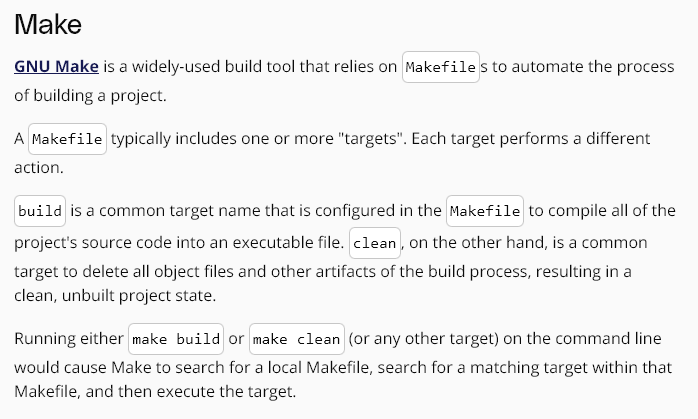 Make
GNU Make is a widely-used build tool that relies on Makefiles to automate the process
of building a project.
A Makefile typically includes one or more "targets". Each target performs a different
action.
build is a common target name that is configured in the Makefile to compile all of the
project's source code into an executable file. clean, on the other hand, is a common
target to delete all object files and other artifacts of the build process, resulting in a
clean, unbuilt project state.
Running either make build or make clean (or any other target) on the command line
would cause Make to search for a local Makefile, search for a matching target within that
Makefile, and then execute the target.